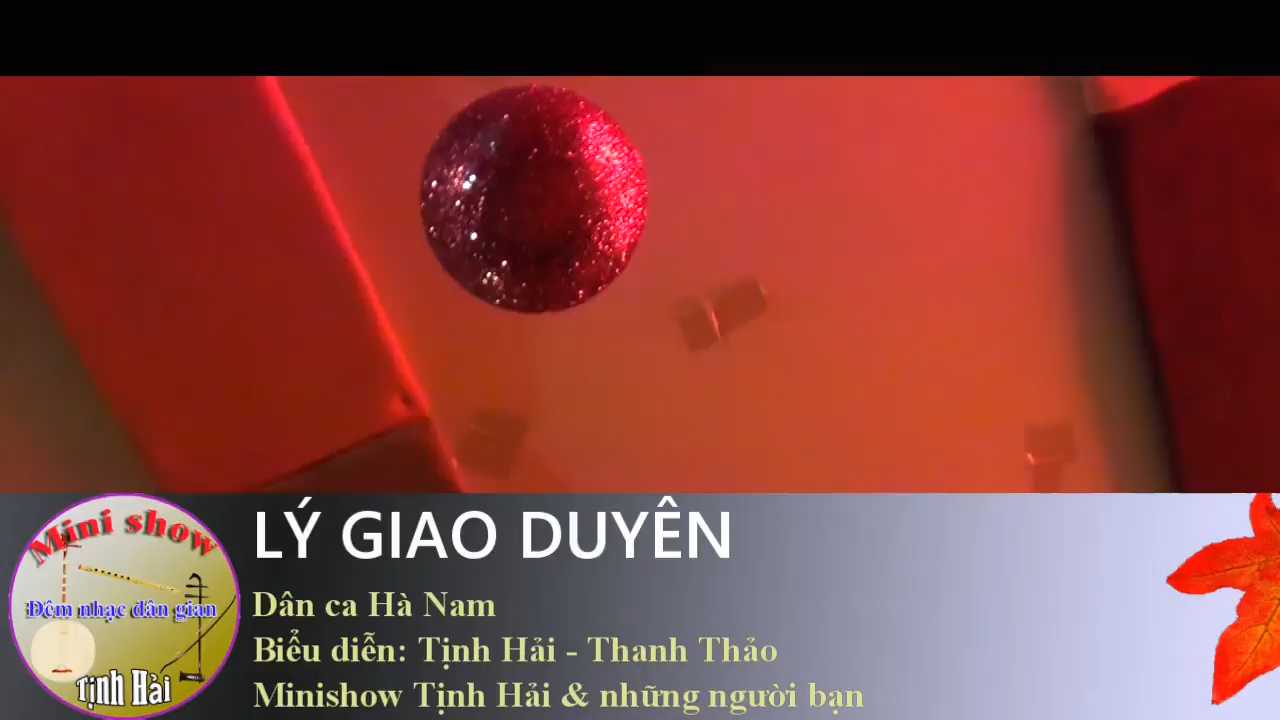 Mini show
Đêm nhạc dân gian
Tịnh Hải
LÝ GIAO DUYÊN
Dân ca Hà Nam
Biểu diễn: Tịnh Hải - Thanh Thảo
Minishow Tịnh Hải & những người bạn